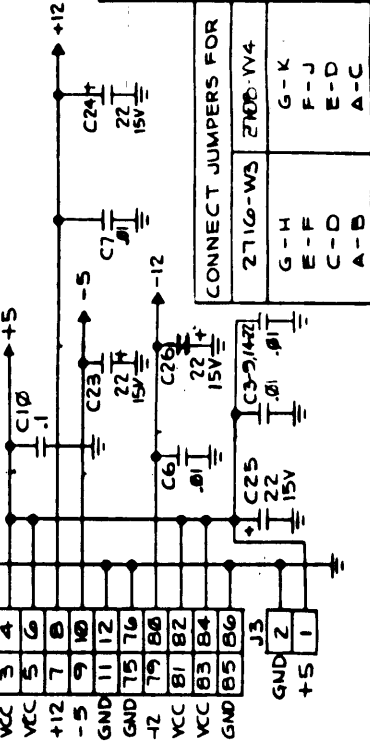 +12
C24 +
22
15V
C7
.01
+5
C10
.1
-5
C23
22 +
15V
-12
C26
22 +
15V
C6
.01
C3-9,14-22
.01 .01
+ C25
22
15V
CONNECT JUMPERS FOR
2716-W3 2708-W4
G-H G-K
E-F F-J
C-D E-D
A-B A-C
VCC 3 4
VCC 5 6
+12 7 8
-5 9 10
GND 11 12
GND 75 76
-12 79 80
VCC 81 82
VCC 83 84
GND 85 86
J3
GND 2
+5 1